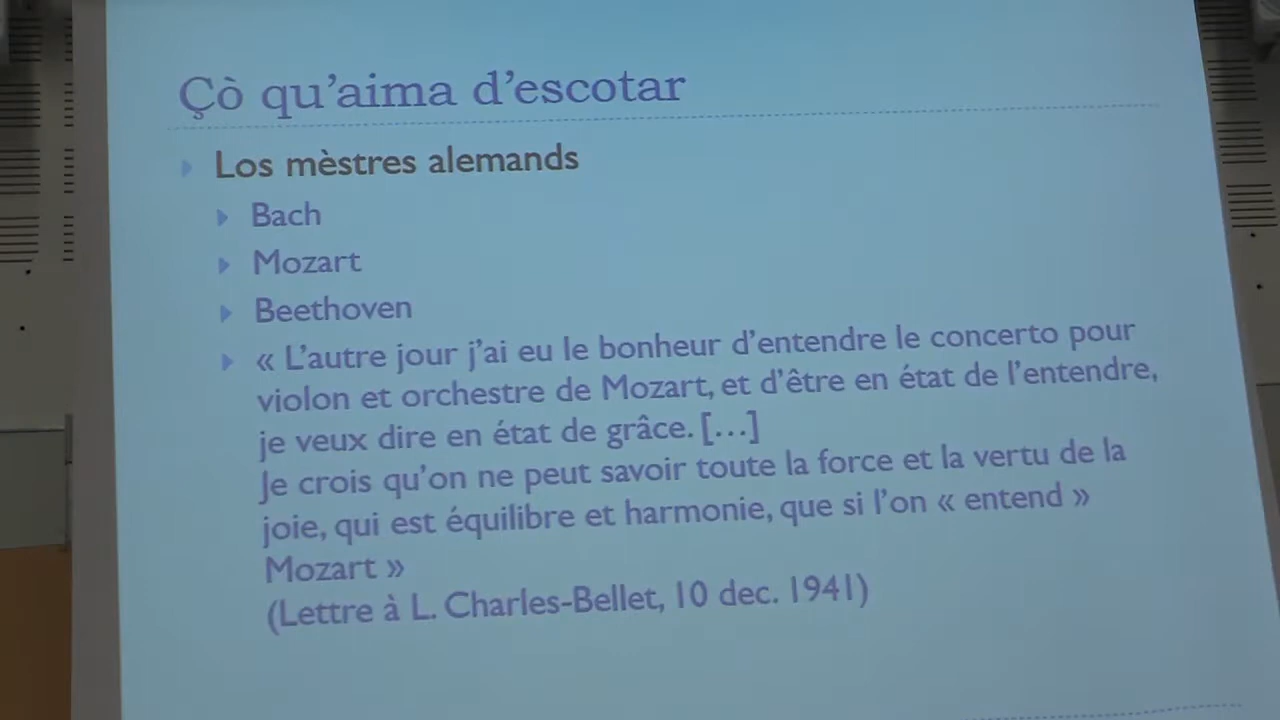 Çò qu'aima d'escotar
Los mèstres alemands
Bach
Mozart
Beethoven
« L'autre jour j'ai eu le bonheur d'entendre le concerto pour
violon et orchestre de Mozart, et d'être en état de l'entendre,
je veux dire en état de grâce. […]
Je crois qu'on ne peut savoir toute la force et la vertu de la
joie, qui est équilibre et harmonie, que si l'on « entend »
Mozart »
(Lettre à L. Charles-Bellet, 10 dec. 1941)